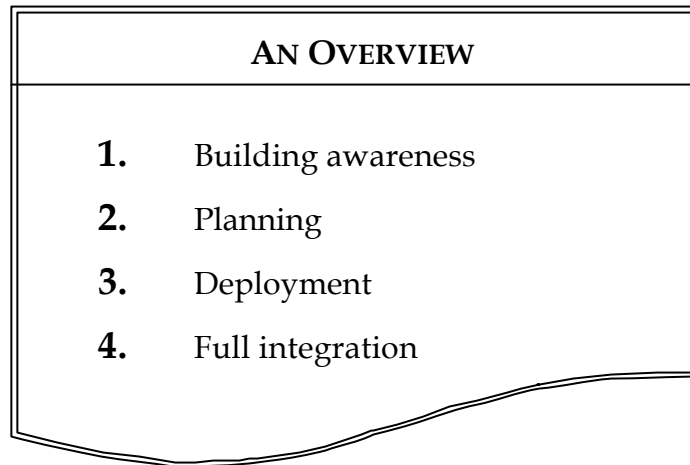 AN OVERVIEW
1. Building awareness
2. Planning
3. Deployment
4. Full integration